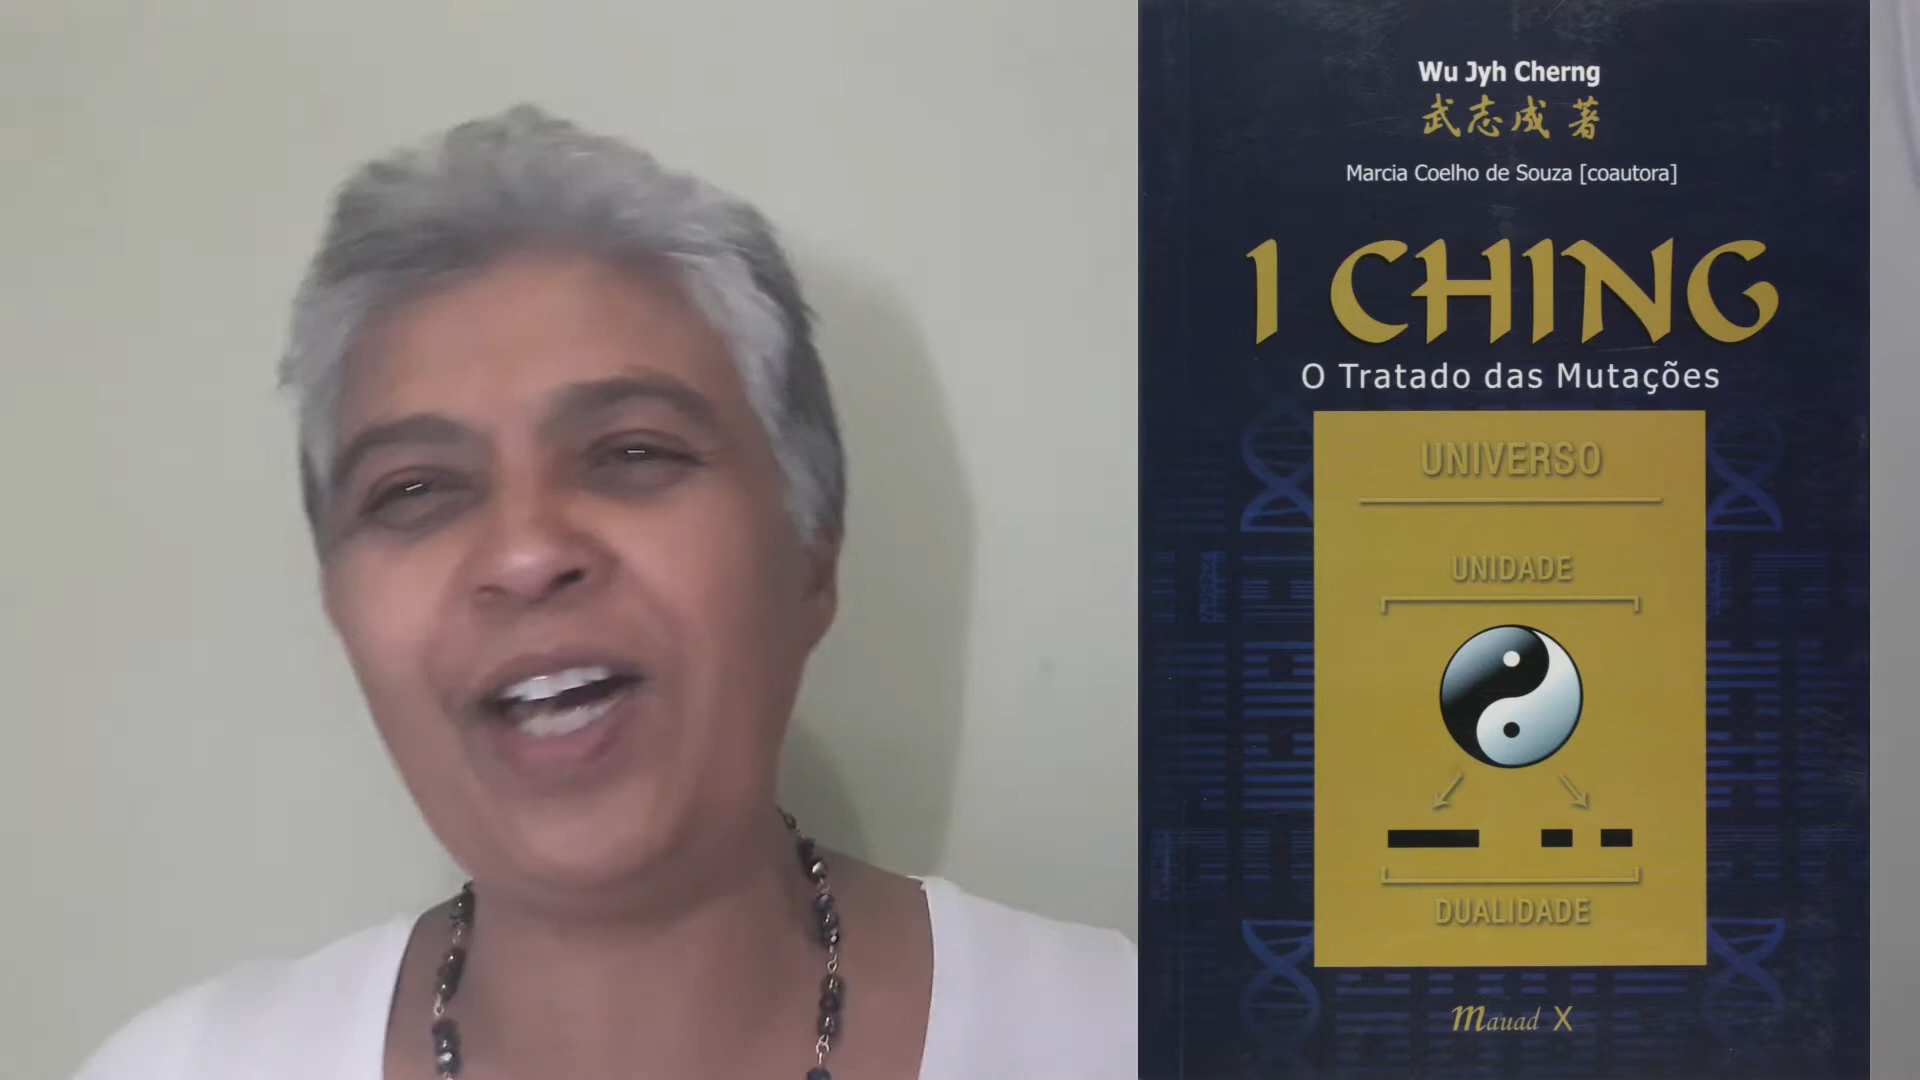 Wu Jyh Cherng
武志成 著
Marcia Coelho de Souza [coautora]
I CHING
O Tratado das Mutações
UNIVERSO
UNIDADE
DUALIDADE
Mauad X